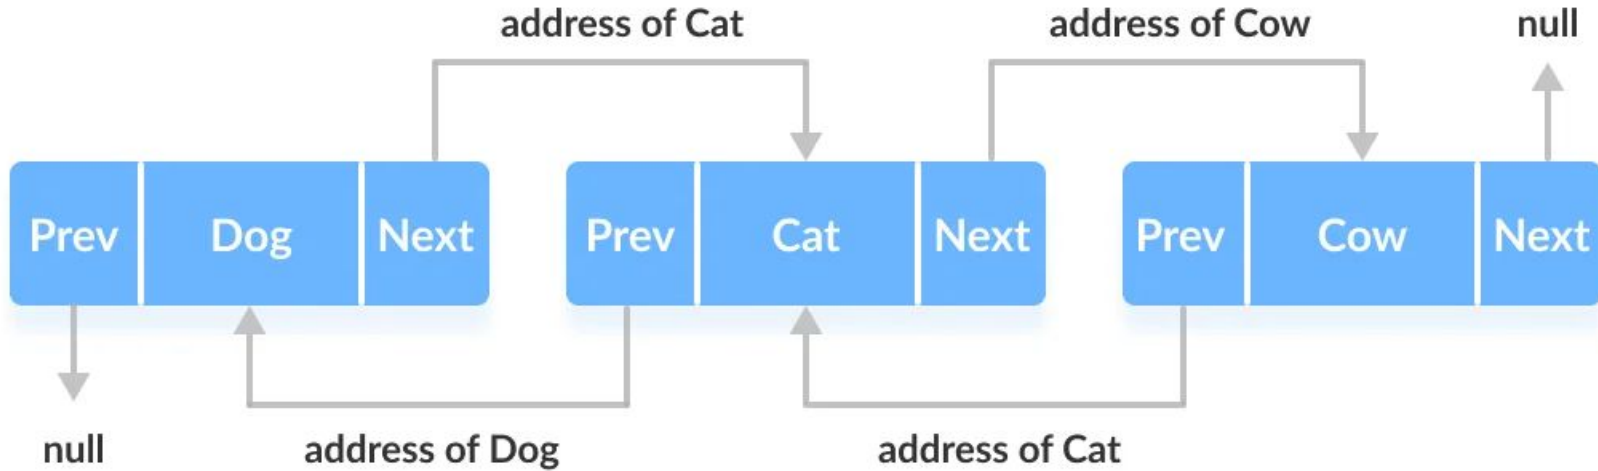 address of Cat
address of Cow
null
Prev Dog Next
Prev Cat Next
Prev Cow Next
null
address of Dog
address of Cat